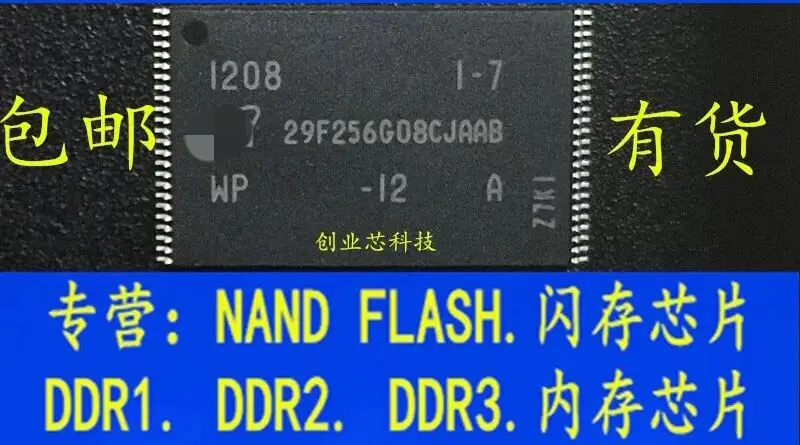 包邮
有货
1208 1-7
29F256G08CJAAB
WP -12 A
Z7K1
创业芯科技
专营: NAND FLASH.闪存芯片
DDR1. DDR2. DDR3.内存芯片